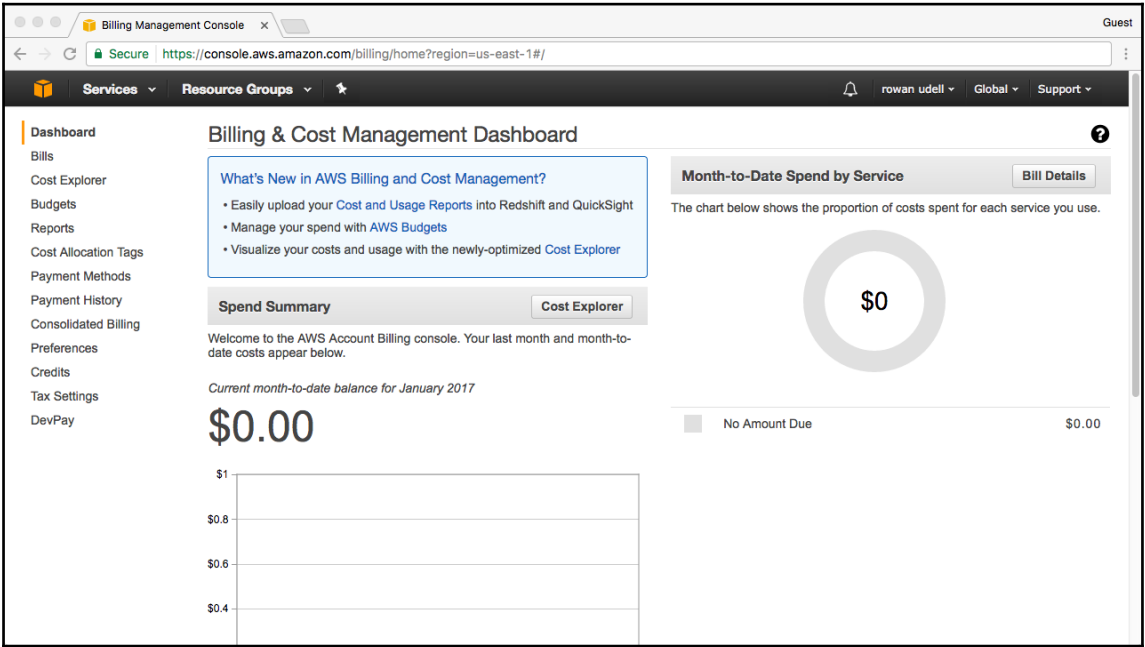 Billing Management Console
Guest
Secure https://console.aws.amazon.com/billing/home?region=us-east-1#/
Services Resource Groups rowan udell Global Support
Dashboard
Bills
Cost Explorer
Budgets
Reports
Cost Allocation Tags
Payment Methods
Payment History
Consolidated Billing
Preferences
Credits
Tax Settings
DevPay
Billing & Cost Management Dashboard
?
What's New in AWS Billing and Cost Management?
• Easily upload your Cost and Usage Reports into Redshift and QuickSight
• Manage your spend with AWS Budgets
• Visualize your costs and usage with the newly-optimized Cost Explorer
Spend Summary
Cost Explorer
Welcome to the AWS Account Billing console. Your last month and month-to-
date costs appear below.
Current month-to-date balance for January 2017
$0.00
$1
$0.8
$0.6
$0.4
Month-to-Date Spend by Service
Bill Details
The chart below shows the proportion of costs spent for each service you use.
$0
No Amount Due $0.00